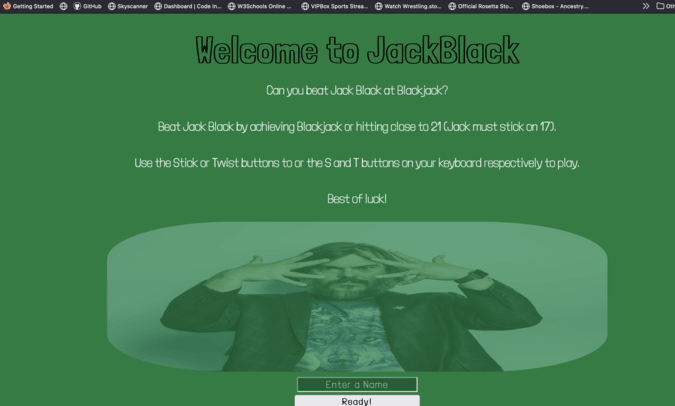 Getting Started
GitHub
Skyscanner
Dashboard | Code In...
W3Schools Online ...
VIPBox Sports Strea...
Watch Wrestling.sto...
Official Rosetta Sto...
Shoebox - Ancestry....
Oth
Welcome to JackBlack
Can you beat Jack Black at Blackjack?
Beat Jack Black by achieving Blackjack or hitting close to 21 (Jack must stick on 17).
Use the Stick or Twist buttons to or the S and T buttons on your keyboard respectively to play.
Best of luck!
Enter a Name
Ready!